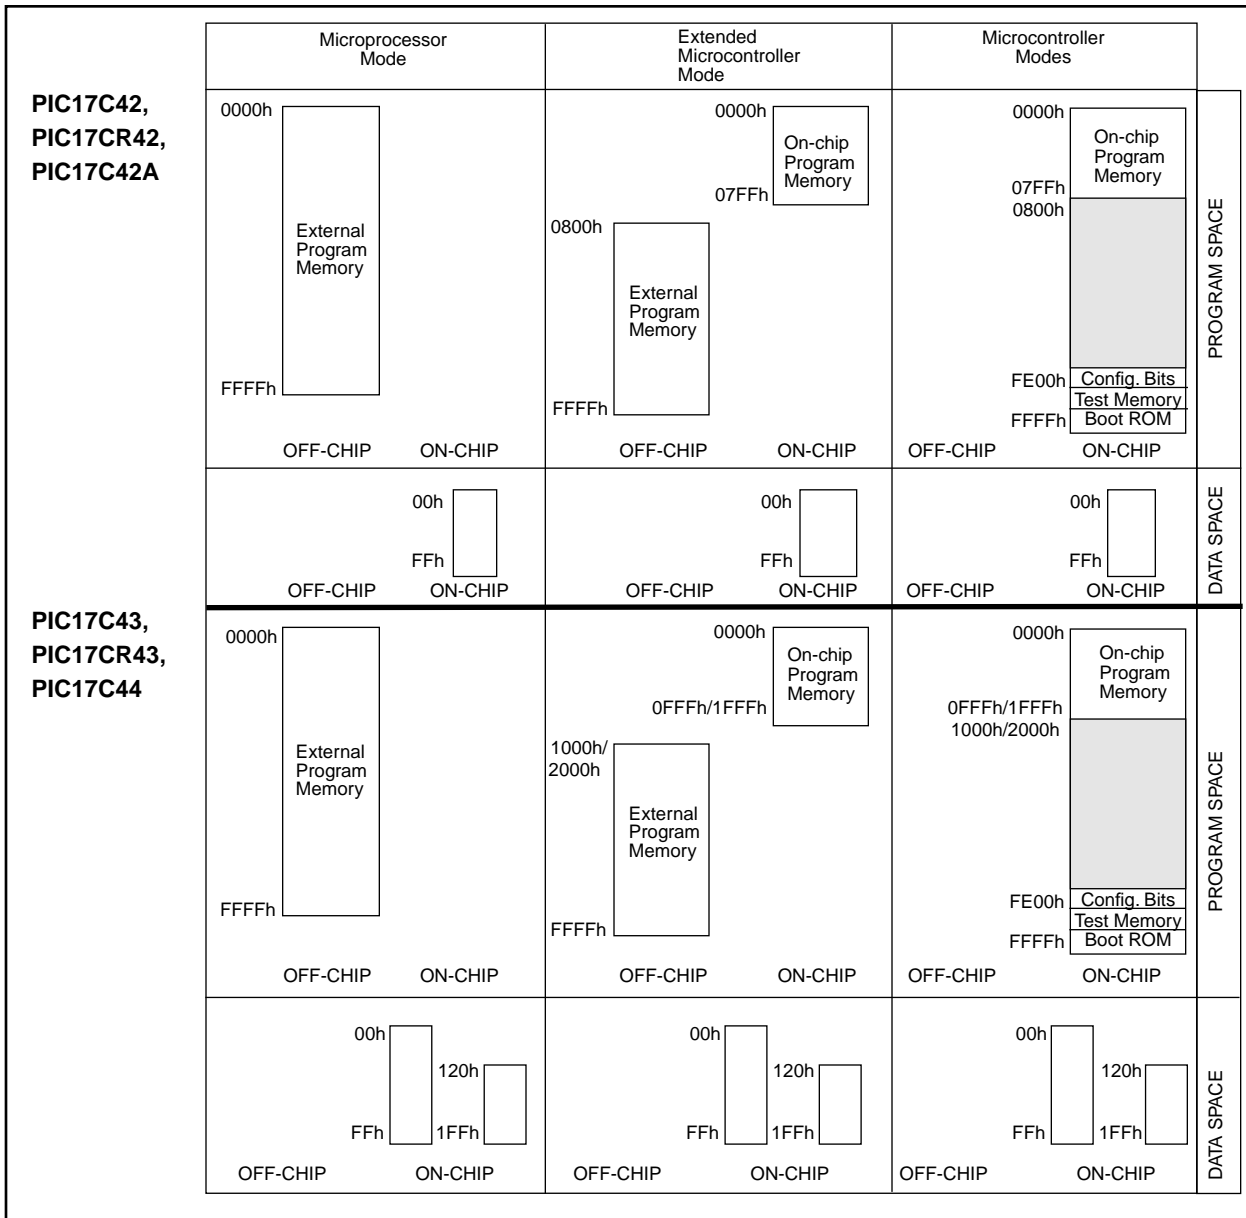 Microprocessor
Mode
Extended
Microcontroller
Mode
Microcontroller
Modes
PIC17C42,
PIC17CR42,
PIC17C42A
0000h
External
Program
Memory
FFFFh
OFF-CHIP ON-CHIP
0000h
On-chip
Program
Memory
07FFh
0800h
External
Program
Memory
FFFFh
OFF-CHIP ON-CHIP
0000h
On-chip
Program
Memory
07FFh
0800h
FE00h Config. Bits
Test Memory
FFFFh Boot ROM
OFF-CHIP ON-CHIP
PROGRAM SPACE
00h
FFh
OFF-CHIP ON-CHIP
00h
FFh
OFF-CHIP ON-CHIP
00h
FFh
OFF-CHIP ON-CHIP
DATA SPACE
PIC17C43,
PIC17CR43,
PIC17C44
0000h
External
Program
Memory
FFFFh
OFF-CHIP ON-CHIP
0000h
On-chip
Program
Memory
0FFFh/1FFFh
1000h/
2000h
External
Program
Memory
FFFFh
OFF-CHIP ON-CHIP
0000h
On-chip
Program
Memory
0FFFh/1FFFh
1000h/2000h
FE00h Config. Bits
Test Memory
FFFFh Boot ROM
OFF-CHIP ON-CHIP
PROGRAM SPACE
00h
120h
FFh 1FFh
OFF-CHIP ON-CHIP
00h
120h
FFh 1FFh
OFF-CHIP ON-CHIP
00h
120h
FFh 1FFh
OFF-CHIP ON-CHIP
DATA SPACE